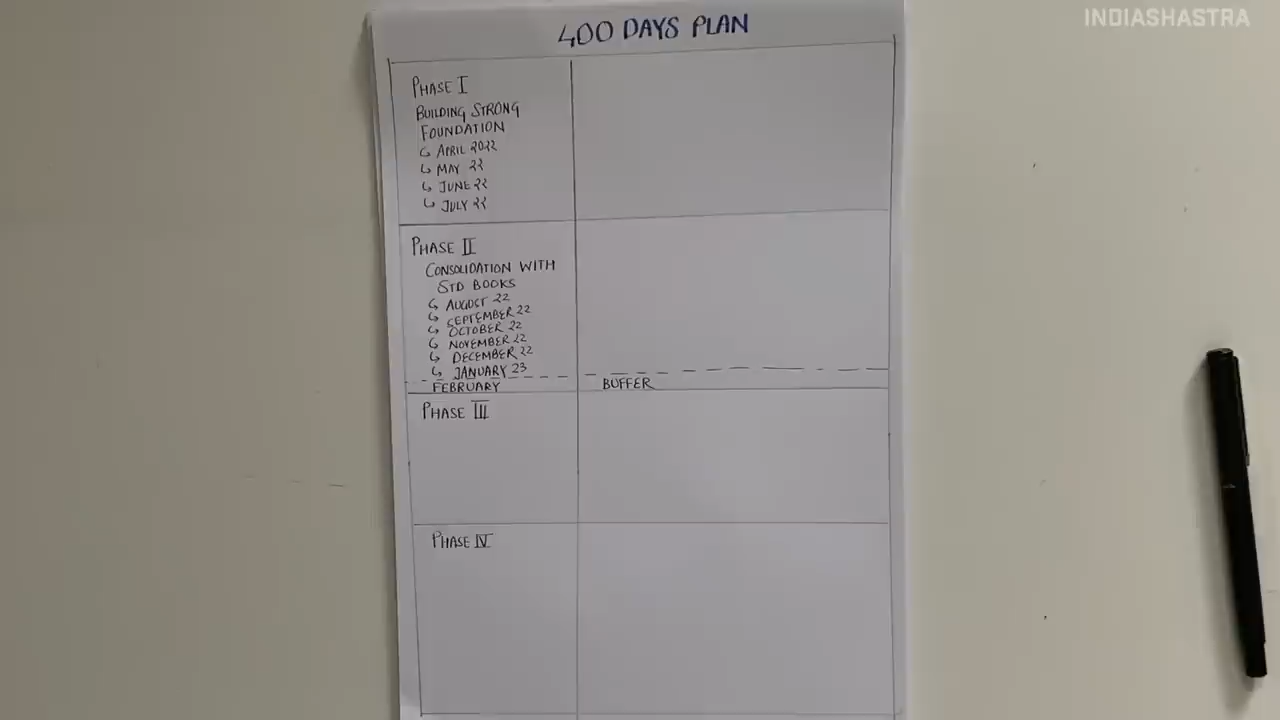 INDIASHASTRA
400 DAYS PLAN
PHASE I
BUILDING STRONG
FOUNDATION
↳ APRIL 2022
↳ MAY 22
↳ JUNE 22
↳ JULY 22
PHASE II
CONSOLIDATION WITH
STD BOOKS
↳ AUGUST 22
↳ SEPTEMBER 22
↳ OCTOBER 22
↳ NOVEMBER 22
↳ DECEMBER 22
↳ JANUARY 23
FEBRUARY BUFFER
PHASE III
PHASE IV